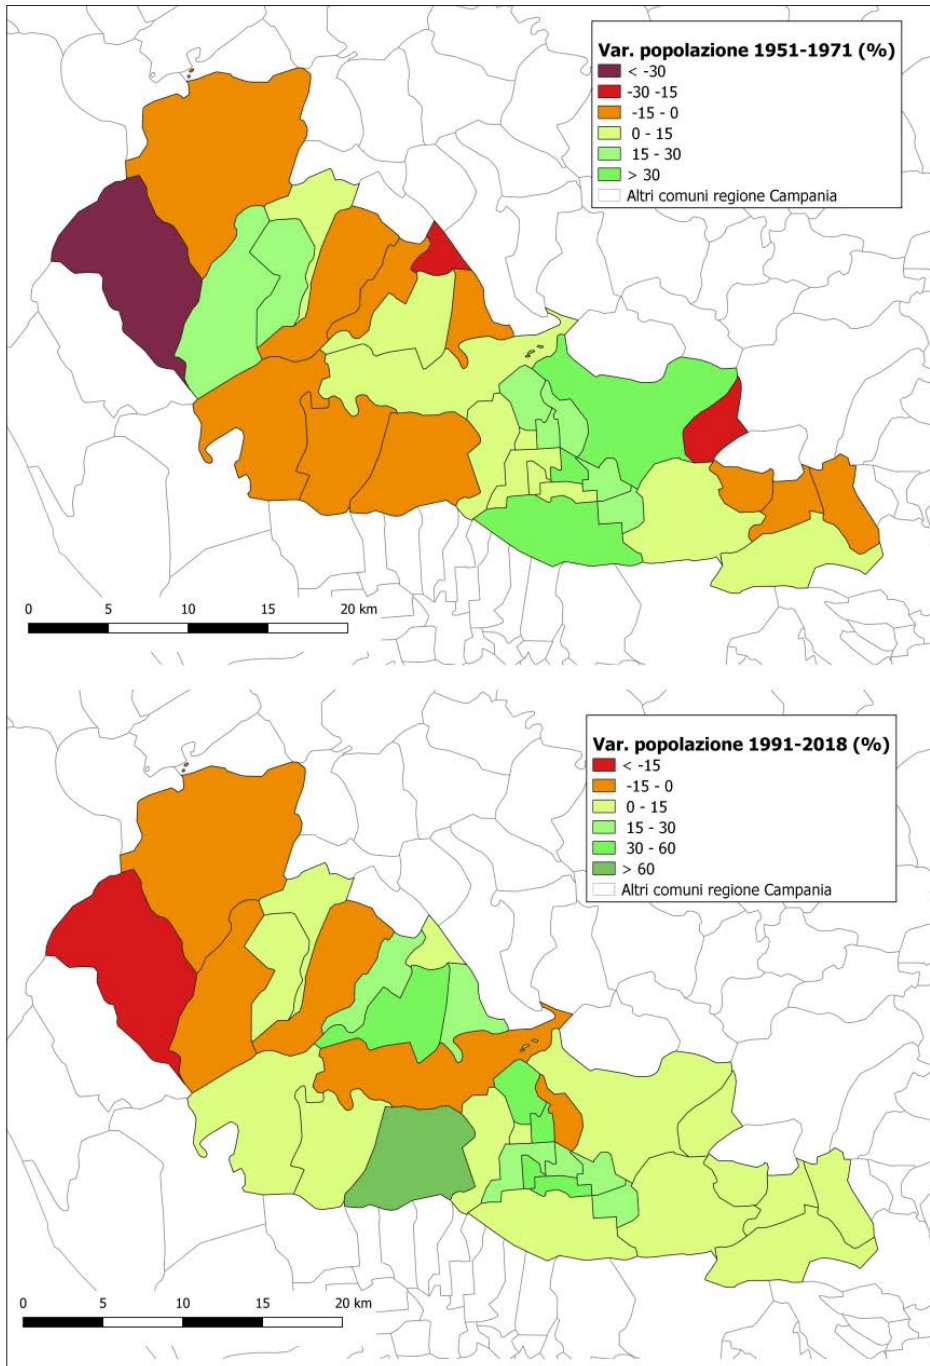 Var. popolazione 1951-1971 (%)
< -30
-30 -15
-15 - 0
0 - 15
15 - 30
> 30
Altri comuni regione Campania
0 5 10 15 20 km
Var. popolazione 1991-2018 (%)
< -15
-15 - 0
0 - 15
15 - 30
30 - 60
> 60
Altri comuni regione Campania
0 5 10 15 20 km